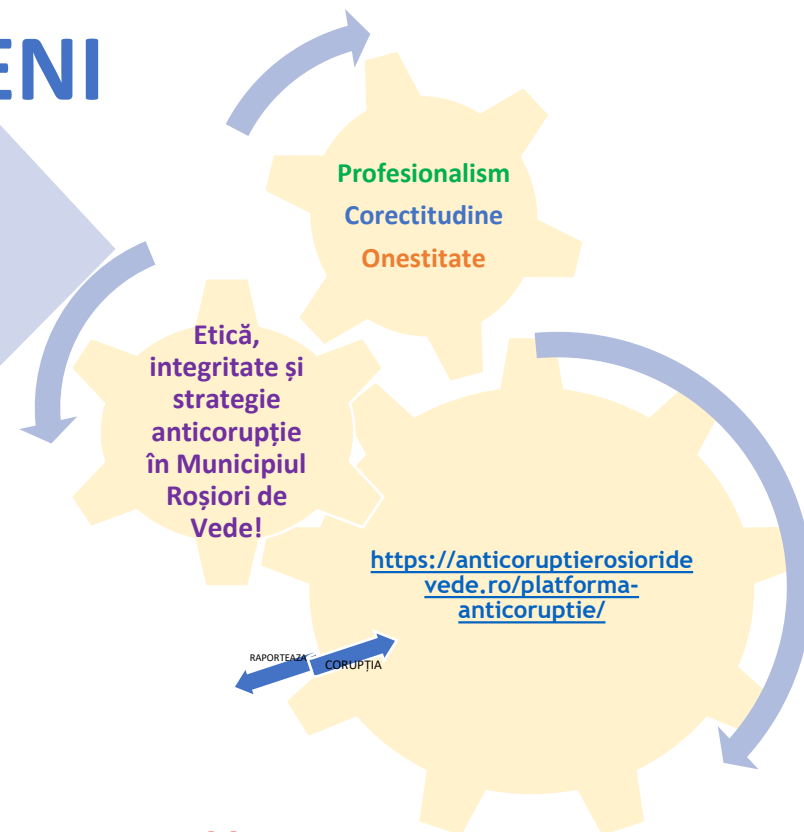 ENI
Profesionalism
Corectitudine
Onestitate
Etică,
integritate și
strategie
anticorupție
în Municipiul
Roșiori de
Vede!
https://anticoruptierosioride
vede.ro/platforma-
anticoruptie/
RAPORTEAZA
CORUPȚIA